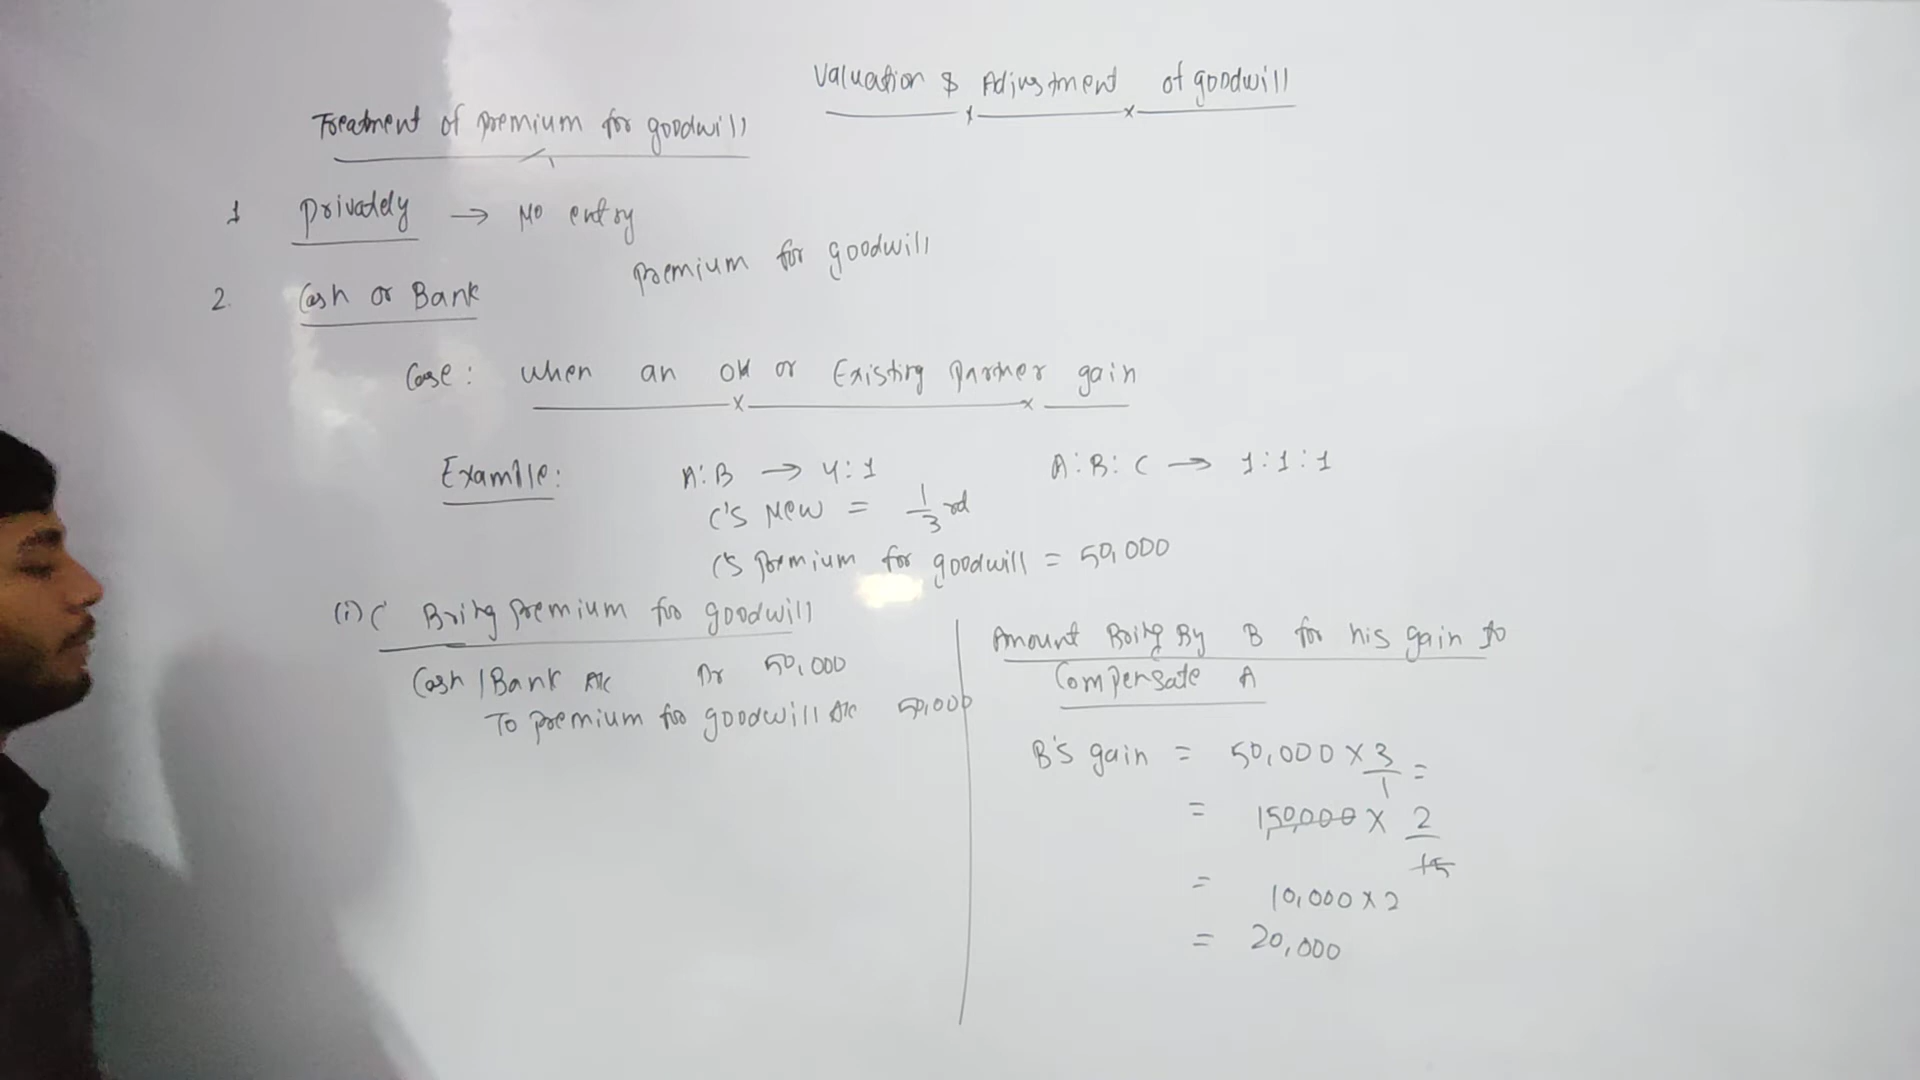 Valuation & Adjustment of goodwill
Treatment of premium for goodwill
1 privately → No entry
premium for goodwill
2. Cash or Bank
Case: when an old or Existing partner gain
Example: A:B → 4:1 A:B:C → 1:1:1
C's New = 1/3 rd
C's premium for goodwill = 50,000
(i) C Bring premium for goodwill
Cash/Bank A/c Dr 50,000
To premium for goodwill A/c 50,000
Amount Bring By B for his gain to
Compensate A
B's gain = 50,000 × 3/1 =
= 150,000 × 2/15
= 10,000 × 2
= 20,000